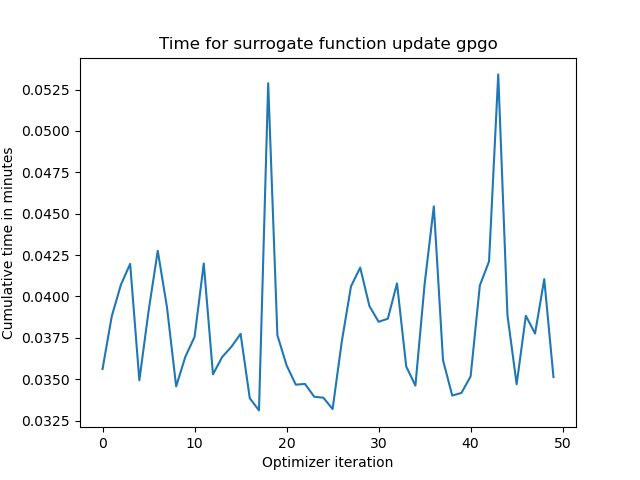 Time for surrogate function update gpgo
Cumulative time in minutes
0.0525
0.0500
0.0475
0.0450
0.0425
0.0400
0.0375
0.0350
0.0325
0 10 20 30 40 50
Optimizer iteration